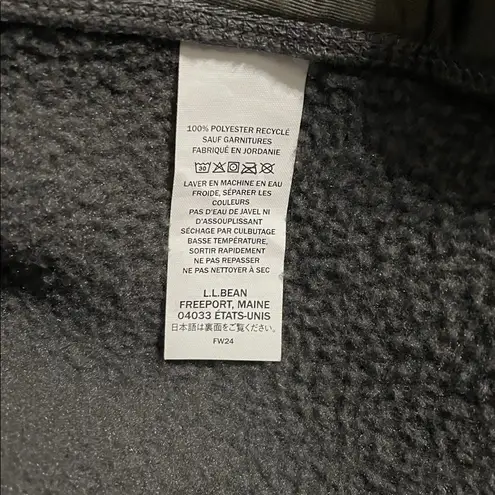 100% POLYESTER RECYCLÉ
SAUF GARNITURES
FABRIQUÉ EN JORDANIE
30
LAVER EN MACHINE EN EAU
FROIDE, SÉPARER LES
COULEURS
PAS D'EAU DE JAVEL NI
D'ASSOUPLISSANT
SÉCHAGE PAR CULBUTAGE
BASSE TEMPÉRATURE,
SORTIR RAPIDEMENT
NE PAS REPASSER
NE PAS NETTOYER À SEC
L.L.BEAN
FREEPORT, MAINE
04033 ÉTATS-UNIS
日本語は裏面をご覧ください。
FW24